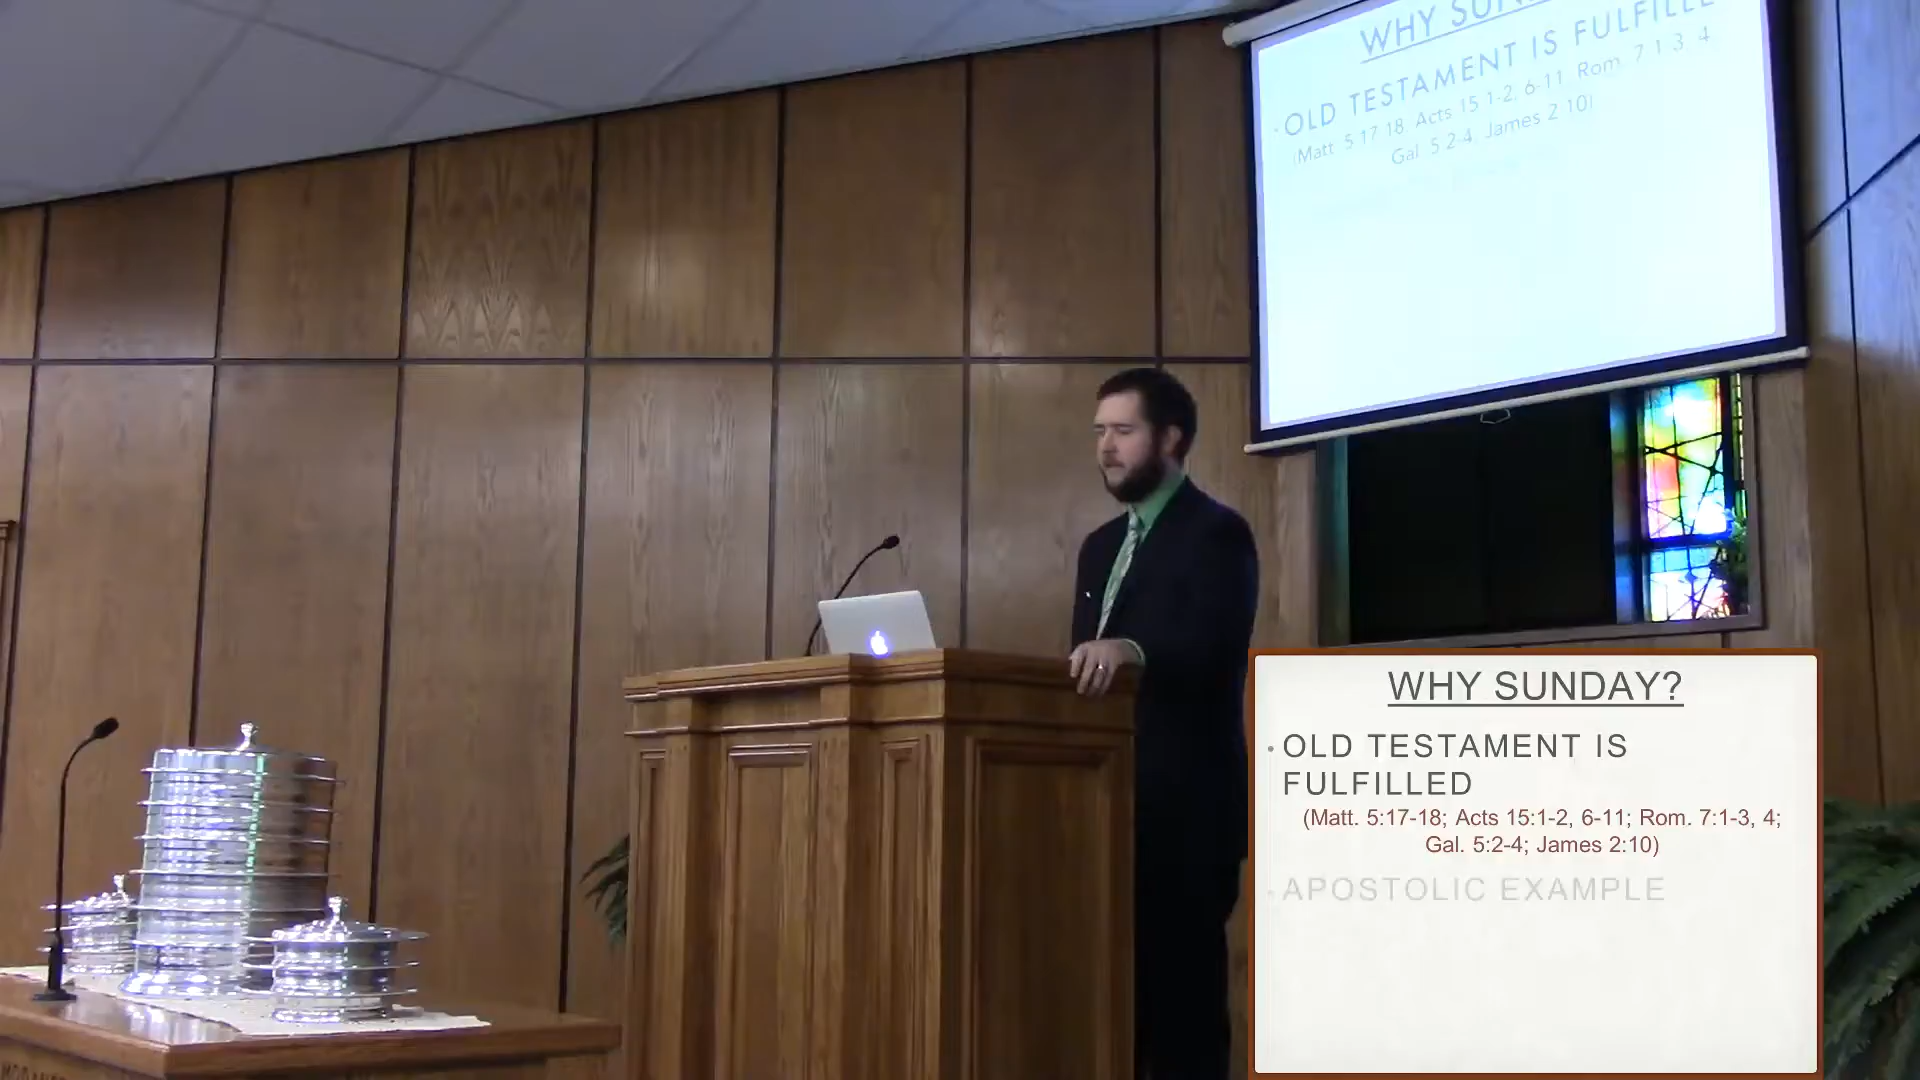 WHY SUN
OLD TESTAMENT IS FULFILLE
(Matt 5 17 18. Acts 15 1-2, 6-11 Rom. 7 1-3 4
Gal 5 2-4, James 2 10)
WHY SUNDAY?
• OLD TESTAMENT IS
FULFILLED
(Matt. 5:17-18; Acts 15:1-2, 6-11; Rom. 7:1-3, 4;
Gal. 5:2-4; James 2:10)
• APOSTOLIC EXAMPLE